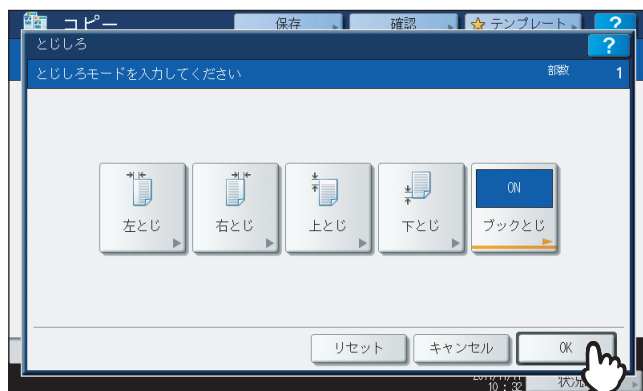 コピー 保存 確認 テンプレート ?
とじしろ ?
とじしろモードを入力してください 部数 1
ON
左とじ 右とじ 上とじ 下とじ ブックとじ
リセット キャンセル OK
10:32 状況